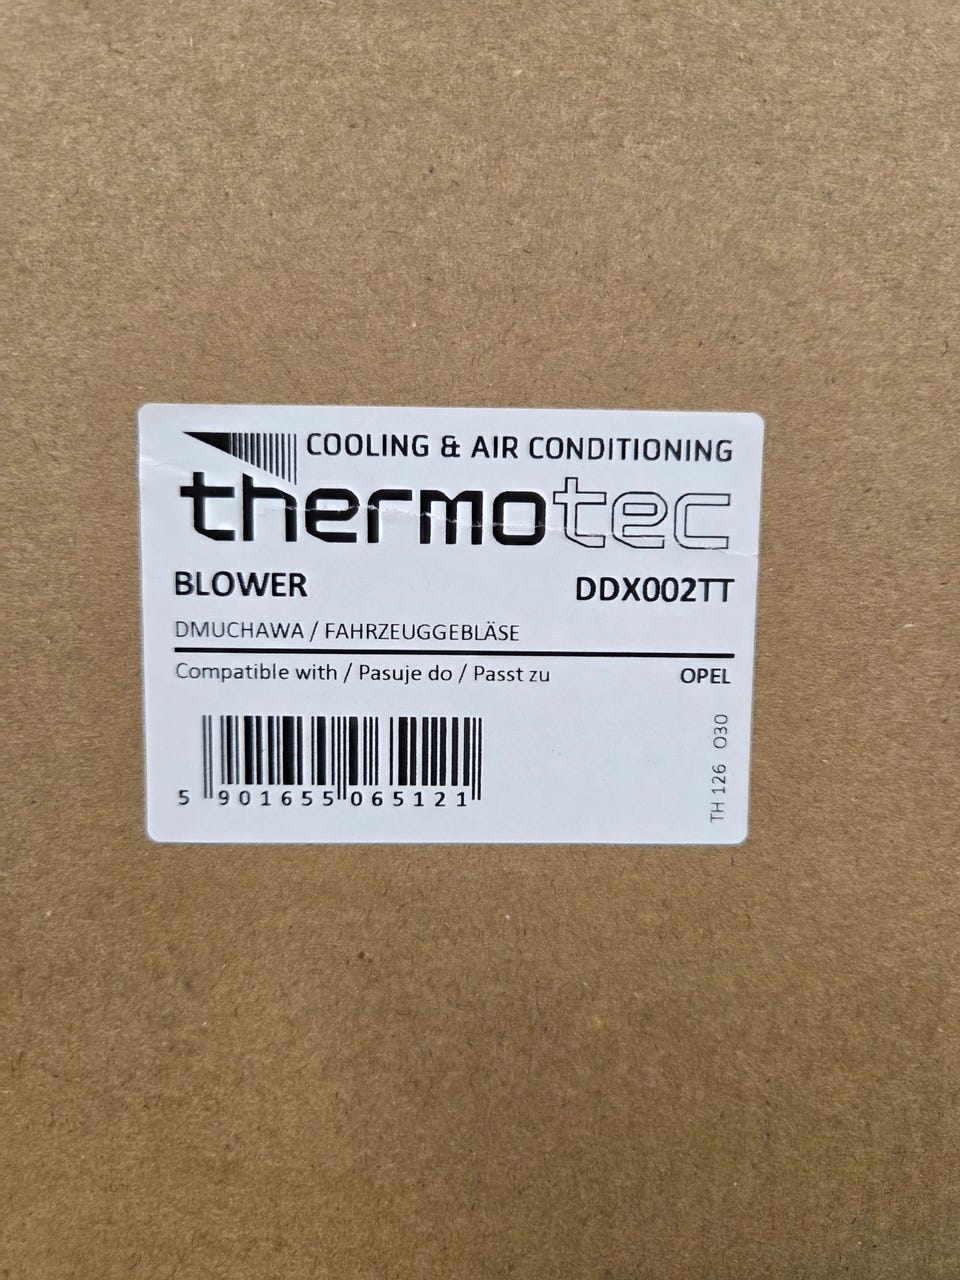 COOLING & AIR CONDITIONING
thermotec
BLOWER DDX002TT
DMUCHAWA / FAHRZEUGGEBLÄSE
Compatible with / Pasuje do / Passt zu OPEL
5 901655 065121
TH 126 O30